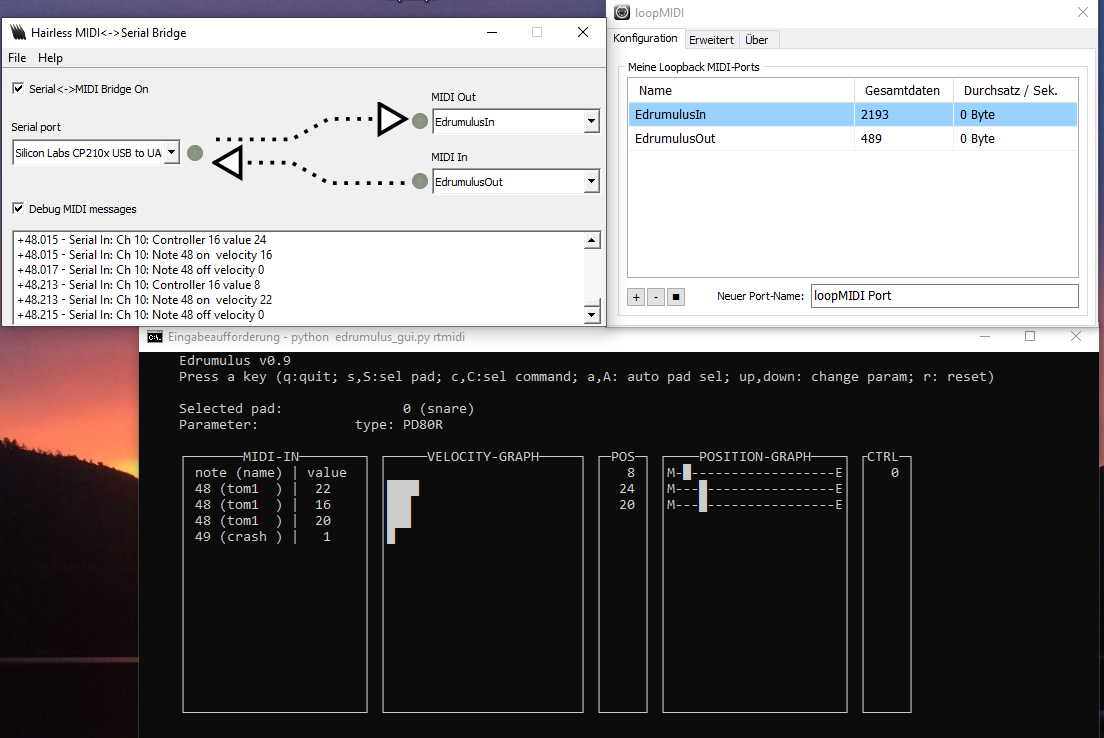 Hairless MIDI<->Serial Bridge
File Help
Serial<->MIDI Bridge On
MIDI Out
Serial port
EdrumulusIn
Silicon Labs CP210x USB to UA
MIDI In
EdrumulusOut
Debug MIDI messages
+48.015 - Serial In: Ch 10: Controller 16 value 24
+48.015 - Serial In: Ch 10: Note 48 on velocity 16
+48.017 - Serial In: Ch 10: Note 48 off velocity 0
+48.213 - Serial In: Ch 10: Controller 16 value 8
+48.213 - Serial In: Ch 10: Note 48 on velocity 22
+48.215 - Serial In: Ch 10: Note 48 off velocity 0
loopMIDI
Konfiguration Erweitert Über
Meine Loopback MIDI-Ports
Name Gesamtdaten Durchsatz / Sek.
EdrumulusIn 2193 0 Byte
EdrumulusOut 489 0 Byte
+ - ■ Neuer Port-Name: loopMIDI Port
C:\. Eingabeaufforderung - python edrumulus_gui.py rtmidi
Edrumulus v0.9
Press a key (q:quit; s,S:sel pad; c,C:sel command; a,A: auto pad sel; up,down: change param; r: reset)
Selected pad: 0 (snare)
Parameter: type: PD80R
MIDI-IN VELOCITY-GRAPH POS POSITION-GRAPH CTRL
note (name) | value 8 M-█------------------E 0
48 (tom1 ) | 22 24 M---█----------------E
48 (tom1 ) | 16 20 M---█----------------E
48 (tom1 ) | 20
49 (crash ) | 1